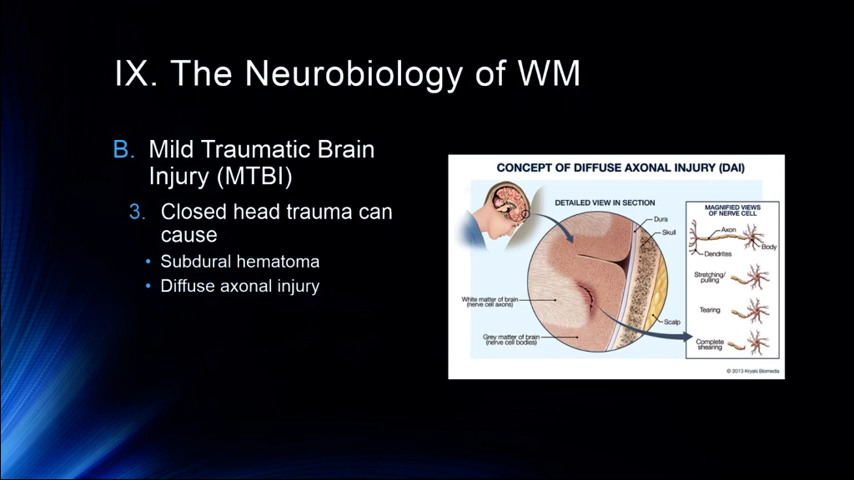 IX. The Neurobiology of WM
B. Mild Traumatic Brain
Injury (MTBI)
3. Closed head trauma can
cause
• Subdural hematoma
• Diffuse axonal injury
CONCEPT OF DIFFUSE AXONAL INJURY (DAI)
DETAILED VIEW IN SECTION
Dura
Skull
White matter of brain
(nerve cell axons)
Scalp
Grey matter of brain
(nerve cell bodies)
MAGNIFIED VIEWS
OF NERVE CELL
Axon
Body
Dendrites
Stretching/
pulling
Tearing
Complete
shearing
© 2013 Kryski Biomedia